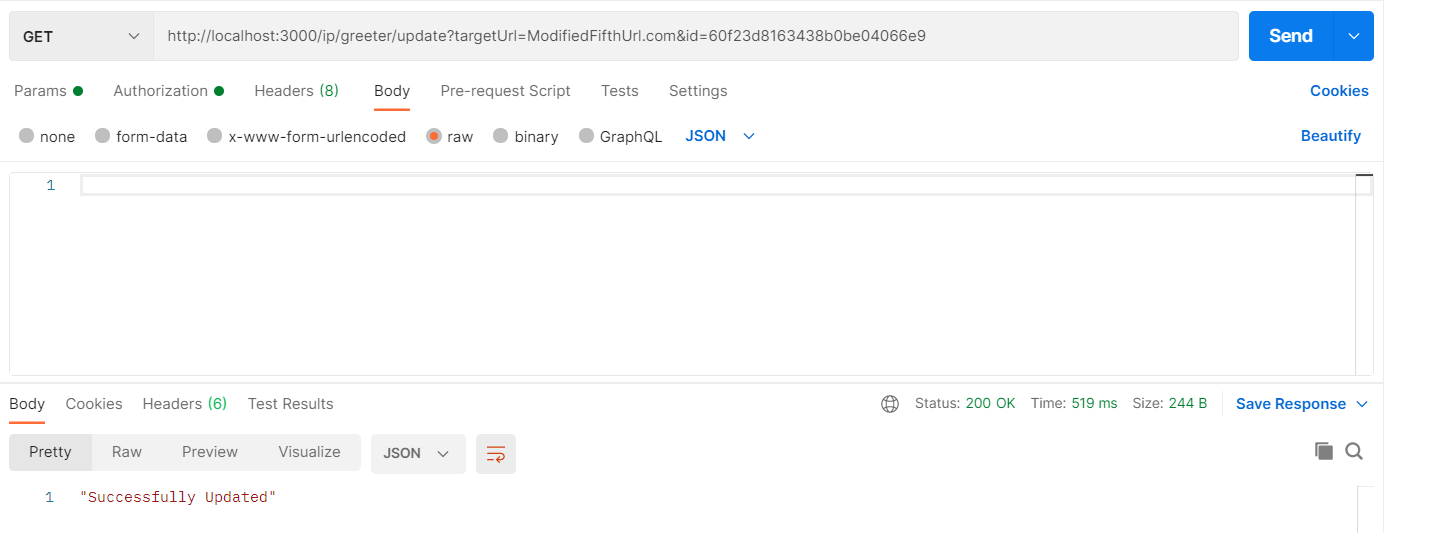 GET http://localhost:3000/ip/greeter/update?targetUrl=ModifiedFifthUrl.com&id=60f23d8163438b0be04066e9 Send
Params Authorization Headers (8) Body Pre-request Script Tests Settings Cookies
none form-data x-www-form-urlencoded raw binary GraphQL JSON Beautify
1
Body Cookies Headers (6) Test Results Status: 200 OK Time: 519 ms Size: 244 B Save Response
Pretty Raw Preview Visualize JSON
1 "Successfully Updated"